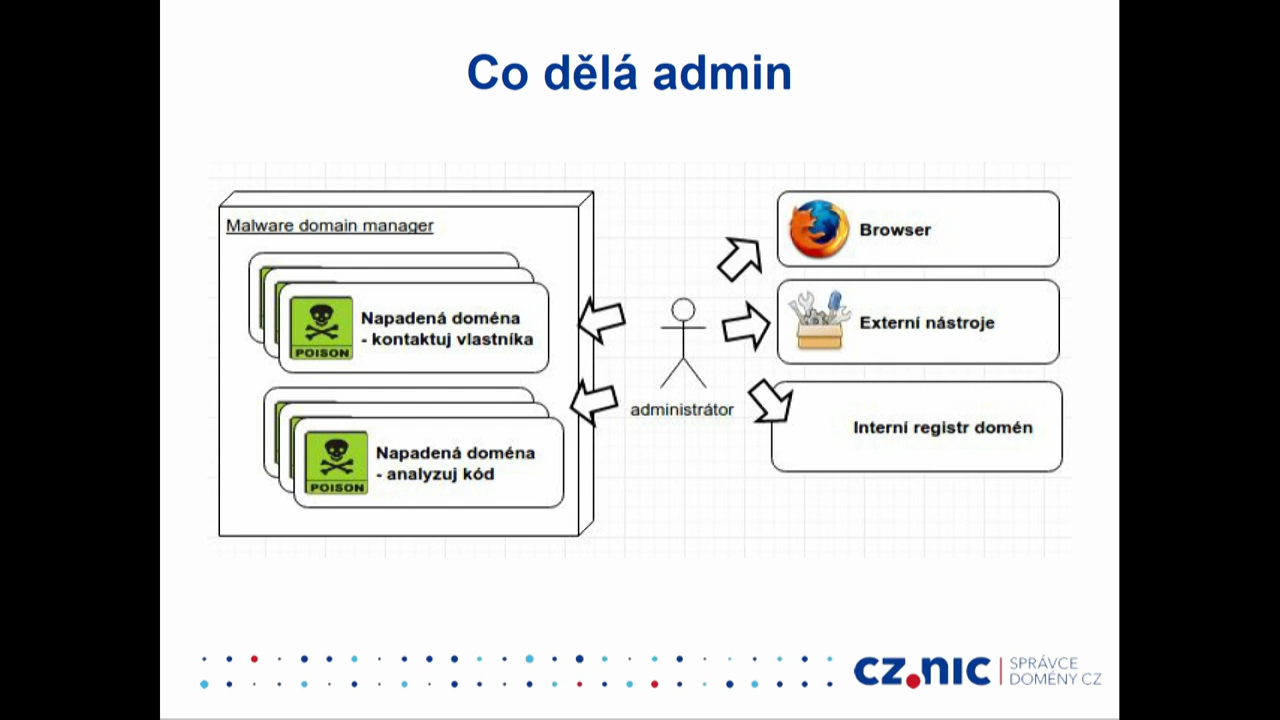 Co dělá admin
Malware domain manager
POISON
Napadená doména
- kontaktuj vlastníka
POISON
Napadená doména
- analyzuj kód
administrátor
Browser
Externí nástroje
Interní registr domén
CZ.NIC
SPRÁVCE
DOMÉNY CZ